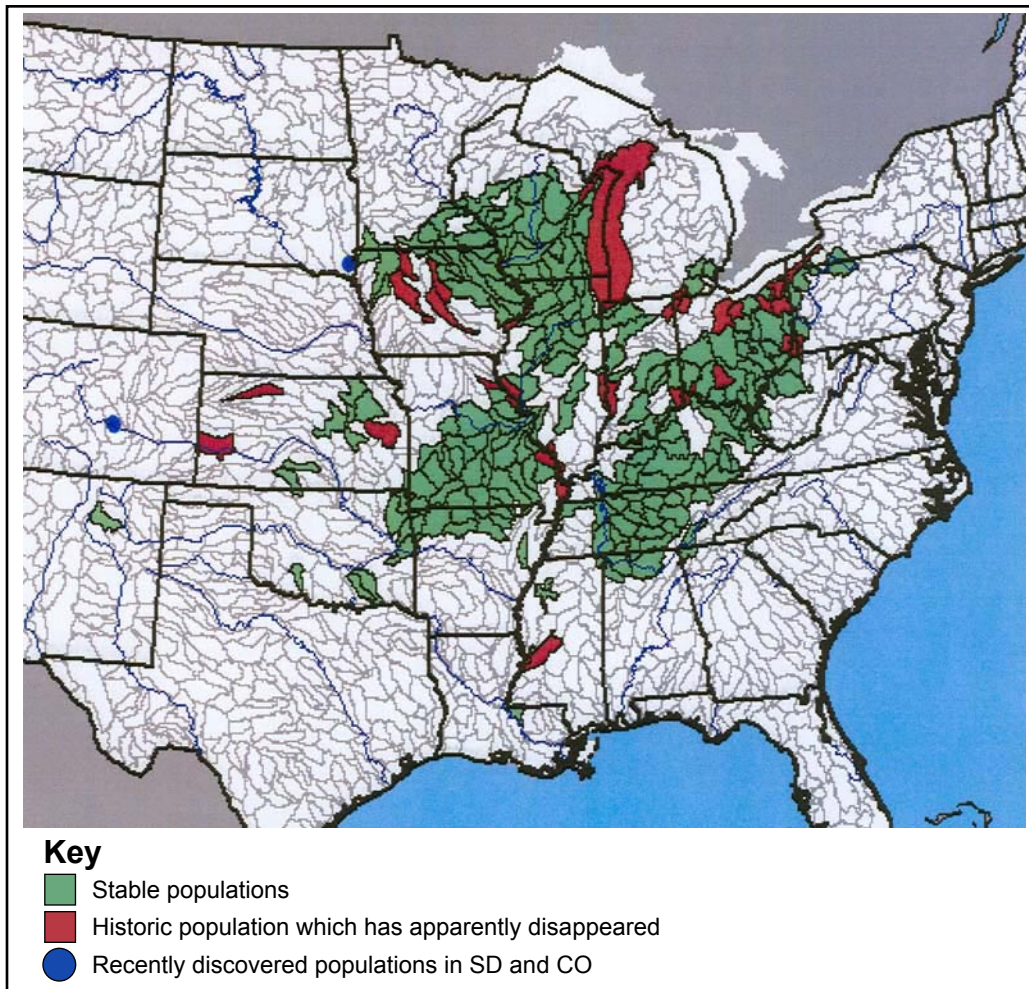 Key
Stable populations
Historic population which has apparently disappeared
Recently discovered populations in SD and CO